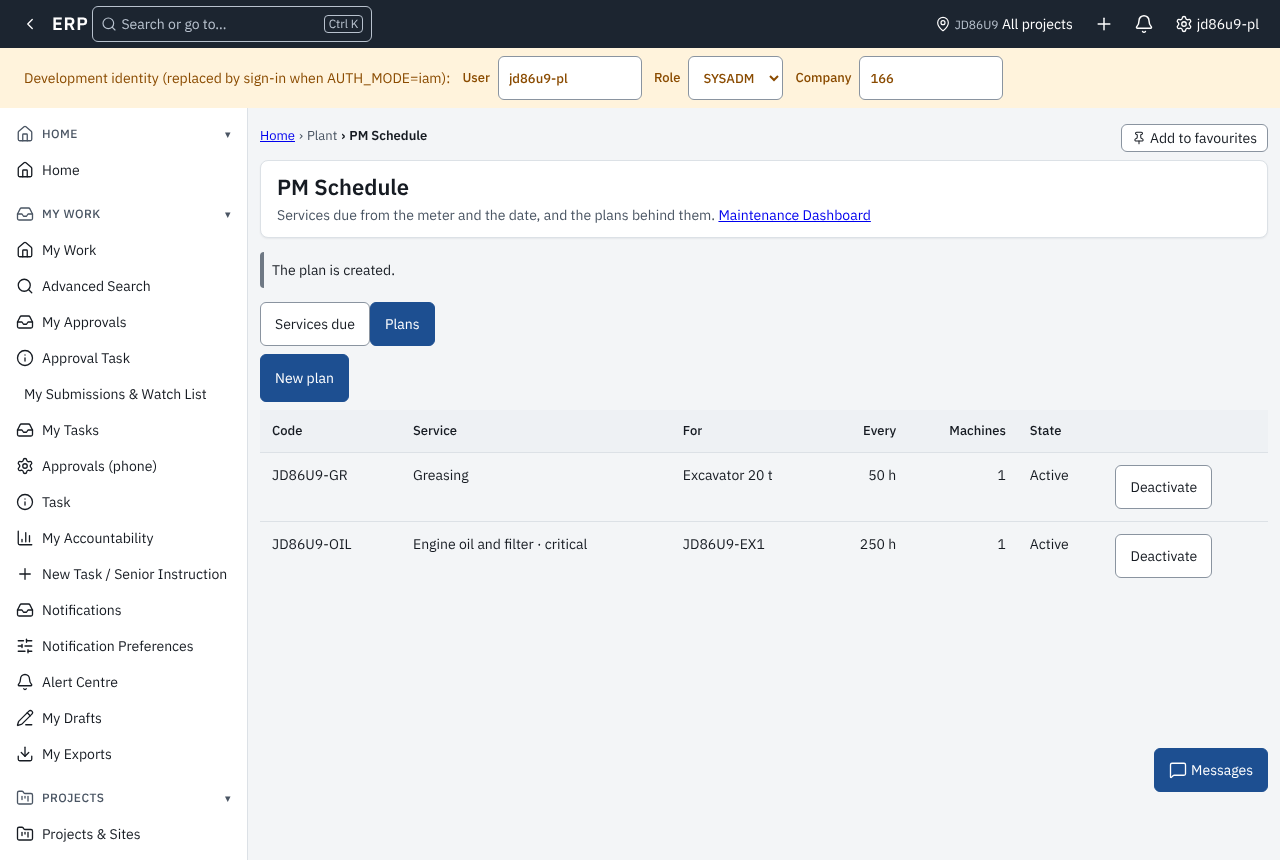 ERP
Search or go to... Ctrl K
JD86U9 All projects
jd86u9-pl
Development identity (replaced by sign-in when AUTH_MODE=iam): User jd86u9-pl Role SYSADM Company 166
HOME
Home
MY WORK
My Work
Advanced Search
My Approvals
Approval Task
My Submissions & Watch List
My Tasks
Approvals (phone)
Task
My Accountability
New Task / Senior Instruction
Notifications
Notification Preferences
Alert Centre
My Drafts
My Exports
PROJECTS
Projects & Sites
Home › Plant › PM Schedule
Add to favourites
PM Schedule
Services due from the meter and the date, and the plans behind them. Maintenance Dashboard
The plan is created.
Services due Plans
New plan
Code Service For Every Machines State
JD86U9-GR Greasing Excavator 20 t 50 h 1 Active Deactivate
JD86U9-OIL Engine oil and filter · critical JD86U9-EX1 250 h 1 Active Deactivate
Messages